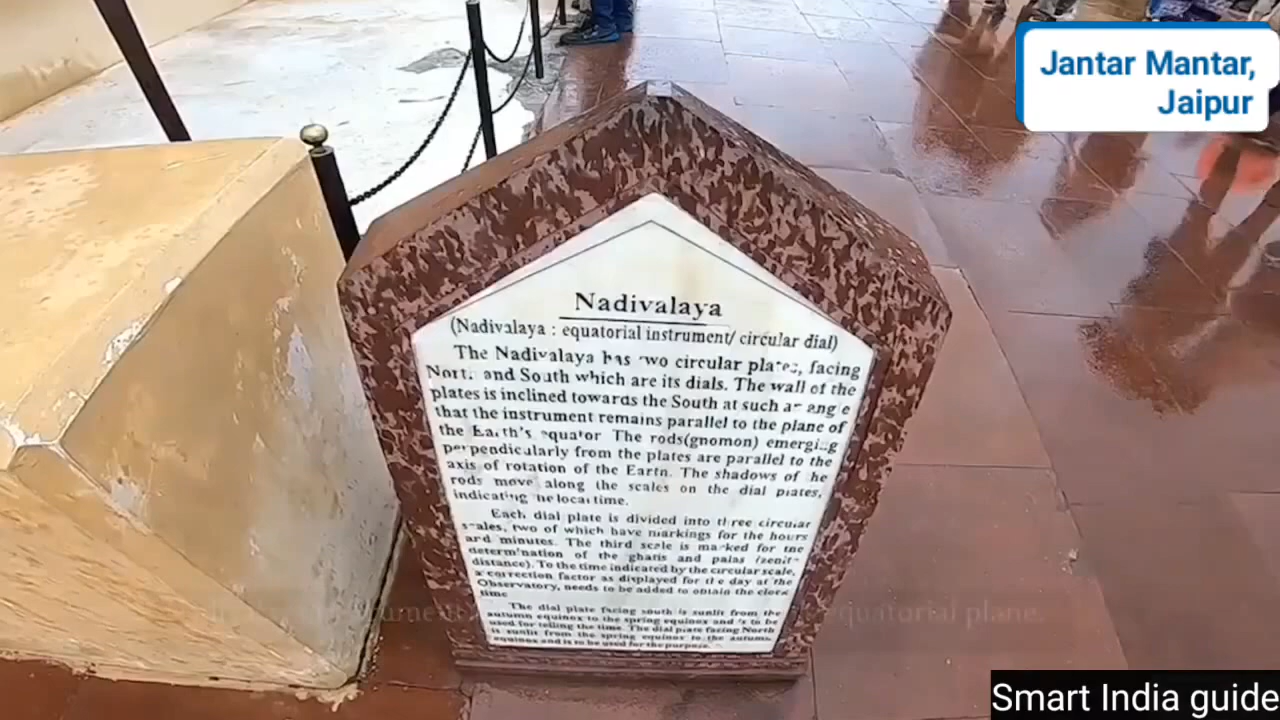 Jantar Mantar,
Jaipur
Nadivalaya
(Nadivalaya : equatorial instrument/ circular dial)
The Nadivalaya has two circular plates, facing
North and South which are its dials. The wall of the
plates is inclined towards the South at such an angle
that the instrument remains parallel to the plane of
the Earth's equator The rods(gnomon) emerging
perpendicularly from the plates are parallel to the
axis of rotation of the Earth. The shadows of the
rods move along the scales on the dial plates,
indicating the local time.
Each dial plate is divided into three circular
scales, two of which have markings for the hours
and minutes. The third scale is marked for the
determination of the ghatis and palas (zenith
distance). To the time indicated by the circular scale,
a correction factor as displayed for the day at the
Observatory, needs to be added to obtain the clock
time
The dial plate facing south is sunlit from the
autumn equinox to the spring equinox and is to be
used for telling the time. The dial plate facing North
is sunlit from the spring equinox to the autumn
equinox and is to be used for the purpose.
equatorial plane
Smart India guide